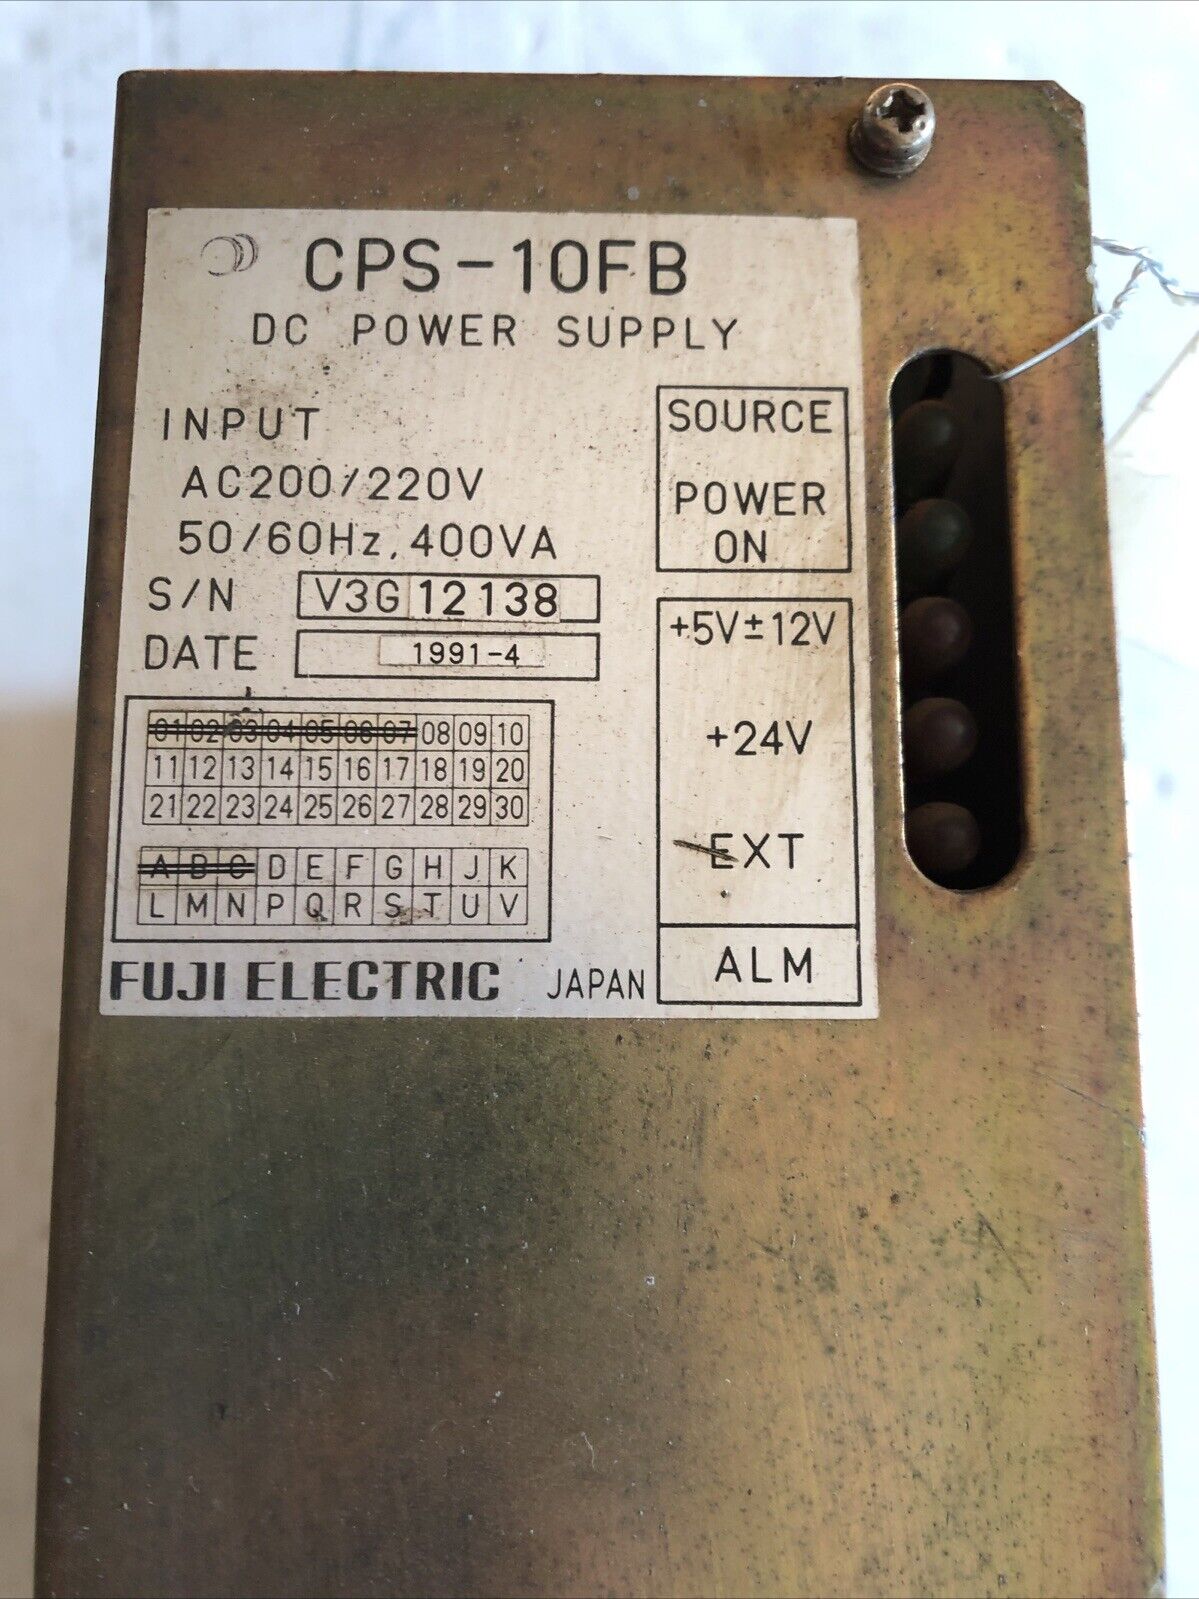 CPS-10FB
DC POWER SUPPLY
INPUT
AC200/220V
50/60Hz, 400VA
S/N V3G 12138
DATE 1991-4
01 02 03 04 05 06 07 08 09 10
11 12 13 14 15 16 17 18 19 20
21 22 23 24 25 26 27 28 29 30
A B C D E F G H J K
L M N P Q R S T U V
FUJI ELECTRIC JAPAN
SOURCE
POWER
ON
+5V±12V
+24V
EXT
ALM